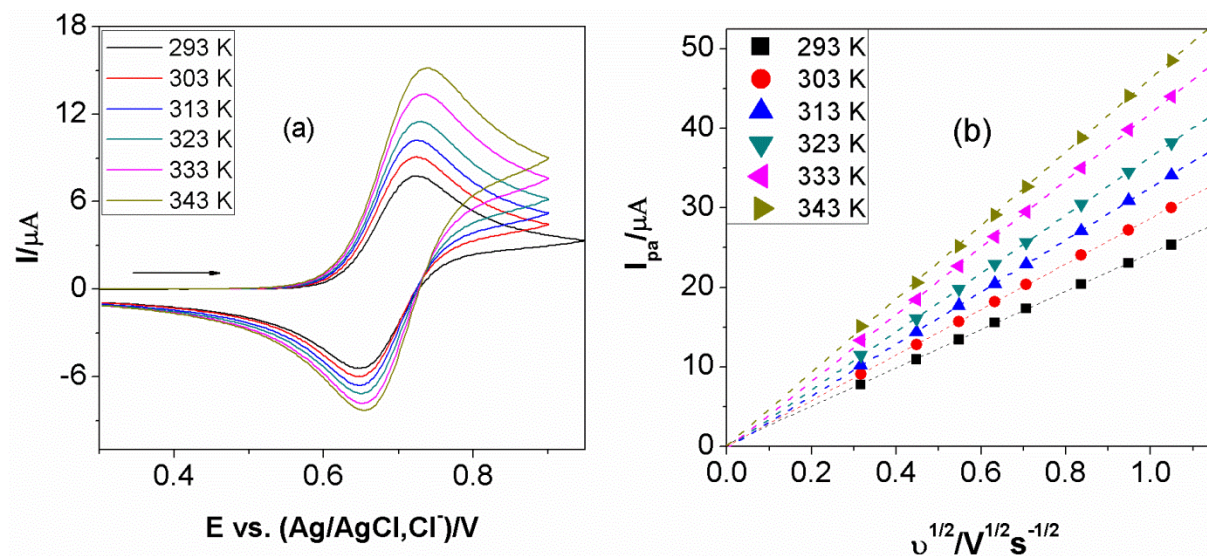 18
12
6
0
-6
I/μA
293 K
303 K
313 K
323 K
333 K
343 K
(a)
0.4
0.6
0.8
E vs. (Ag/AgCl,Cl⁻)/V
50
40
30
20
10
0
I_pa/μA
293 K
303 K
313 K
323 K
333 K
343 K
(b)
0.0
0.2
0.4
0.6
0.8
1.0
υ^1/2/V^1/2s^-1/2